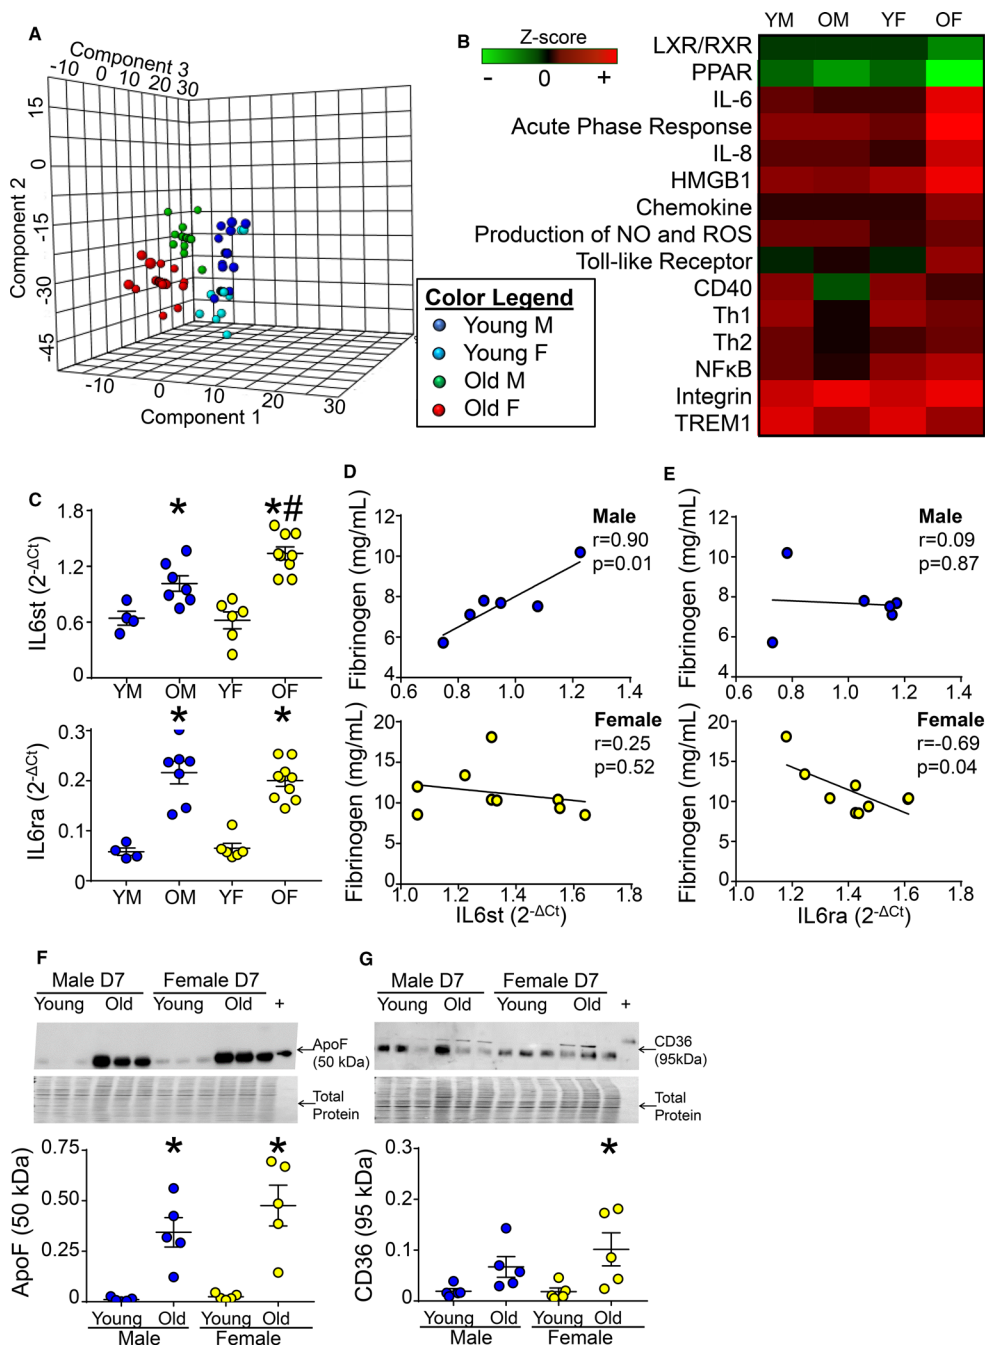 A
Component 3
-10 0 10 20 30
Component 2
15
0
-15
-30
-45
-10 0 10 20 30
Component 1
Color Legend
Young M
Young F
Old M
Old F
B
Z-score
− 0 +
YM OM YF OF
LXR/RXR
PPAR
IL-6
Acute Phase Response
IL-8
HMGB1
Chemokine
Production of NO and ROS
Toll-like Receptor
CD40
Th1
Th2
NFκB
Integrin
TREM1
C
IL6st (2-ΔCt)
1.8
1.2
0.6
0
* *#
YM OM YF OF
IL6ra (2-ΔCt)
0.3
0.2
0.1
0
* *
YM OM YF OF
D
Fibrinogen (mg/mL)
12
10
8
6
4
Male
r=0.90
p=0.01
0.6 0.8 1.0 1.2 1.4
Fibrinogen (mg/mL)
20
15
10
5
0
Female
r=0.25
p=0.52
1.0 1.2 1.4 1.6 1.8
IL6st (2-ΔCt)
E
Fibrinogen (mg/mL)
12
10
8
6
4
Male
r=0.09
p=0.87
0.6 0.8 1.0 1.2 1.4
Fibrinogen (mg/mL)
20
15
10
5
0
Female
r=-0.69
p=0.04
1.0 1.2 1.4 1.6 1.8
IL6ra (2-ΔCt)
F
Male D7 Female D7
Young Old Young Old +
ApoF
(50 kDa)
Total
Protein
ApoF (50 kDa)
0.75
0.50
0.25
0
* *
Young Old Young Old
Male Female
G
Male D7 Female D7
Young Old Young Old +
CD36
(95kDa)
Total
Protein
CD36 (95 kDa)
0.3
0.2
0.1
0
*
Young Old Young Old
Male Female